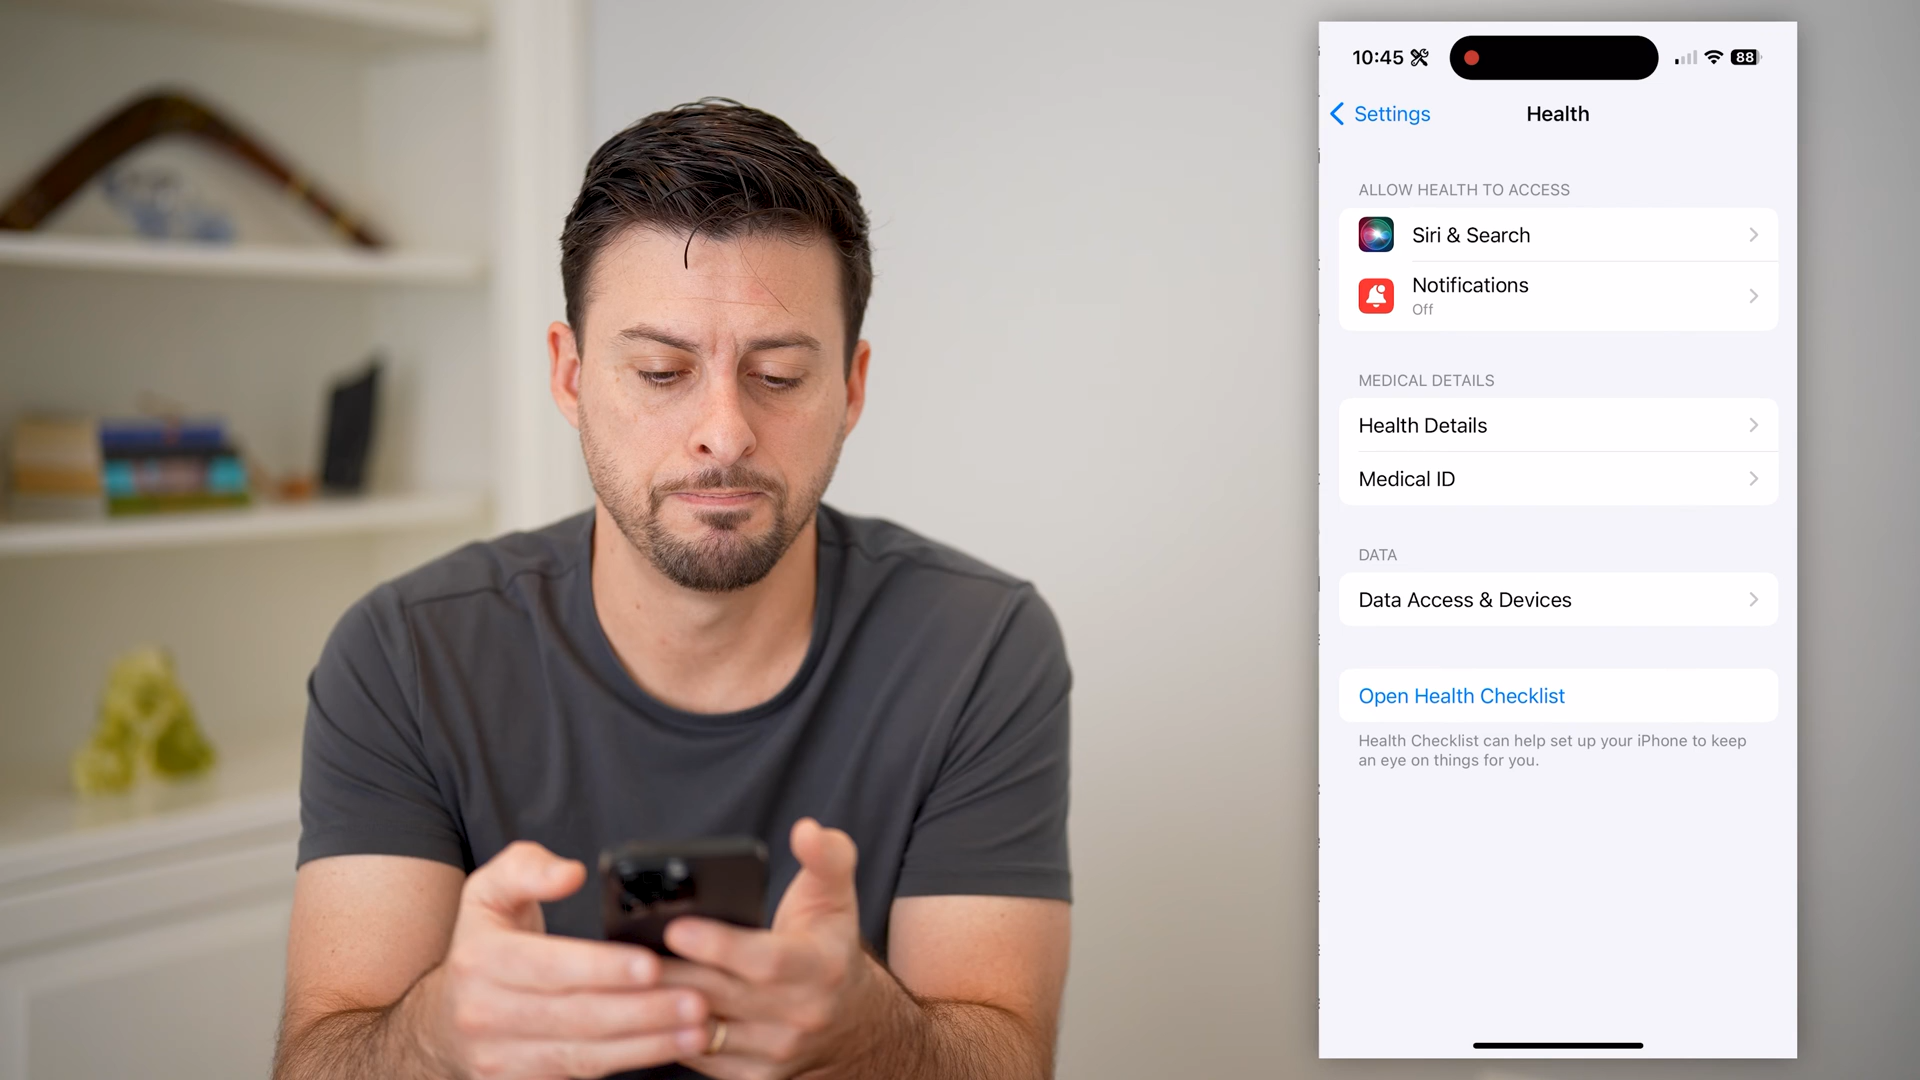 10:45
88
Settings
Health
ALLOW HEALTH TO ACCESS
Siri & Search
Notifications
Off
MEDICAL DETAILS
Health Details
Medical ID
DATA
Data Access & Devices
Open Health Checklist
Health Checklist can help set up your iPhone to keep
an eye on things for you.